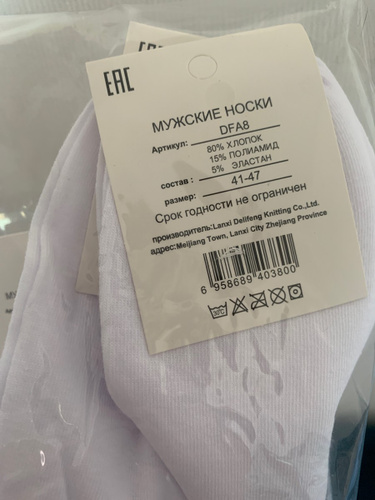 EAC
МУЖСКИЕ НОСКИ
Артикул: DFA8
80% ХЛОПОК
15% ПОЛИАМИД
состав: 5% ЭЛАСТАН
размер: 41-47
Срок годности не ограничен
производитель:Lanxi Delifeng Knitting Co.,Ltd.
адрес:Meijiang Town, Lanxi City Zhejiang Province
6 958689 403800